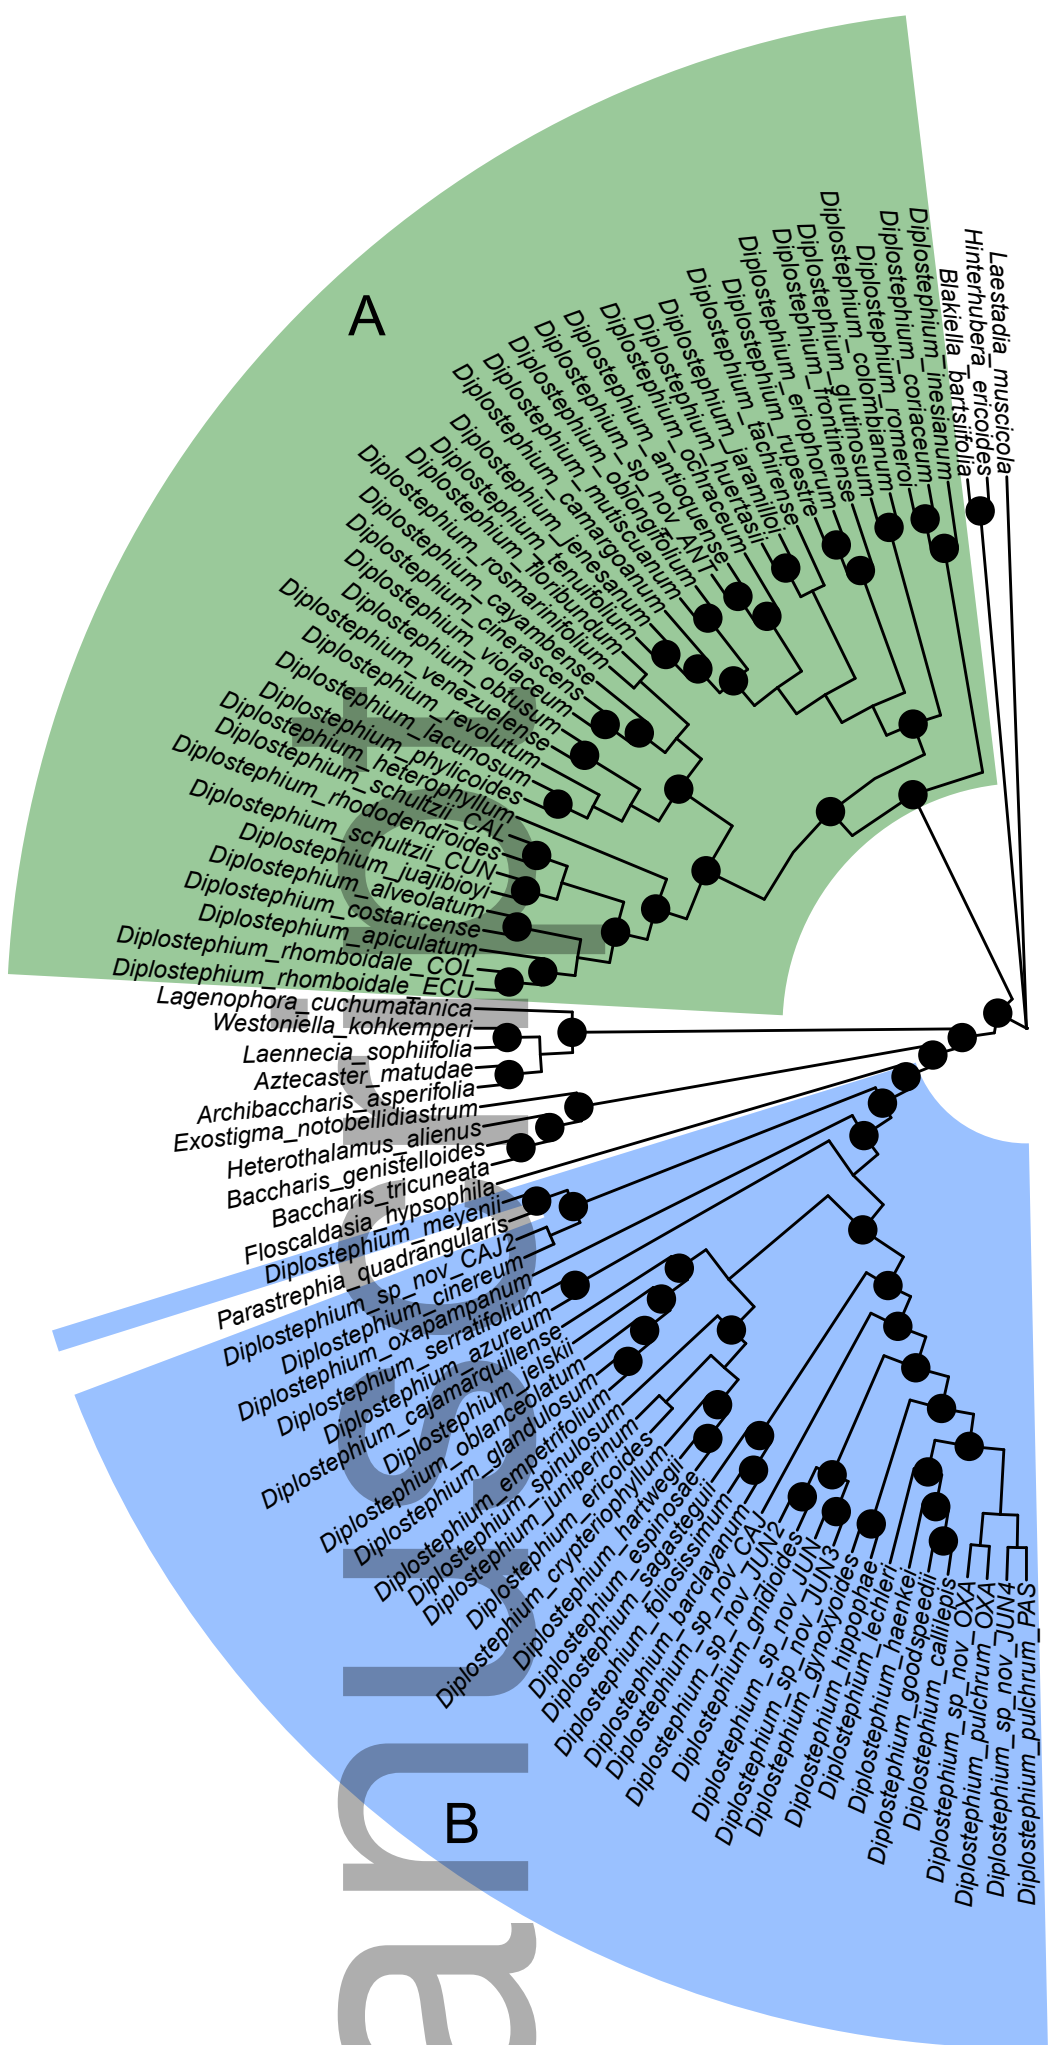 Laestadia_muscicola
Hinterhubera_ericoides
Blakiella_bartsiifolia
Diplostephium_inesianum
Diplostephium_coriaceum
Diplostephium_romeroi
Diplostephium_colombianum
Diplostephium_glutinosum
Diplostephium_frontinense
Diplostephium_eriophorum
Diplostephium_rupestre
Diplostephium_tachirense
Diplostephium_jaramilloi
Diplostephium_huertasii
Diplostephium_ochraceum
Diplostephium_antioquense
Diplostephium_sp_nov_ANT
Diplostephium_oblongifolium
Diplostephium_mutiscuanum
Diplostephium_camargoanum
Diplostephium_jenesanum
Diplostephium_tenuifolium
Diplostephium_floribundum
Diplostephium_rosmarinifolium
Diplostephium_cayambense
Diplostephium_cinerascens
Diplostephium_violaceum
Diplostephium_obtusum
Diplostephium_venezuelense
Diplostephium_revolutum
Diplostephium_lacunosum
Diplostephium_phylicoides
Diplostephium_heterophyllum
Diplostephium_schultzii_CAL
Diplostephium_rhododendroides
Diplostephium_schultzii_CUN
Diplostephium_juajibioyi
Diplostephium_alveolatum
Diplostephium_costaricense
Diplostephium_apiculatum
Diplostephium_rhomboidale_COL
Diplostephium_rhomboidale_ECU
Lagenophora_cuchumatanica
Westoniella_kohkemperi
Laennecia_sophiifolia
Aztecaster_matudae
Archibaccharis_asperifolia
Exostigma_notobellidiastrum
Heterothalamus_alienus
Baccharis_genistelloides
Baccharis_tricuneata
Floscaldasia_hypsophila
Diplostephium_meyenii
Parastrephia_quadrangularis
Diplostephium_sp_nov_CAJ2
Diplostephium_cinereum
Diplostephium_oxapampanum
Diplostephium_serratifolium
Diplostephium_azureum
Diplostephium_cajamarquillense
Diplostephium_jelskii
Diplostephium_oblanceolatum
Diplostephium_glandulosum
Diplostephium_empetrifolium
Diplostephium_spinulosum
Diplostephium_juniperinum
Diplostephium_ericoides
Diplostephium_crypteriophyllum
Diplostephium_hartwegii
Diplostephium_espinosae
Diplostephium_sagasteguii
Diplostephium_foliosissimum
Diplostephium_barclayanum
Diplostephium_sp_nov_CAJ
Diplostephium_sp_nov_JUN2
Diplostephium_gnidioides
Diplostephium_sp_nov_JUN
Diplostephium_sp_nov_JUN3
Diplostephium_gynoxyoides
Diplostephium_hippophae
Diplostephium_lechleri
Diplostephium_haenkei
Diplostephium_goodspeedii
Diplostephium_callilepis
Diplostephium_sp_nov_OXA
Diplostephium_pulchrum_OXA
Diplostephium_sp_nov_JUN4
Diplostephium_pulchrum_PAS
A
B
anuscript